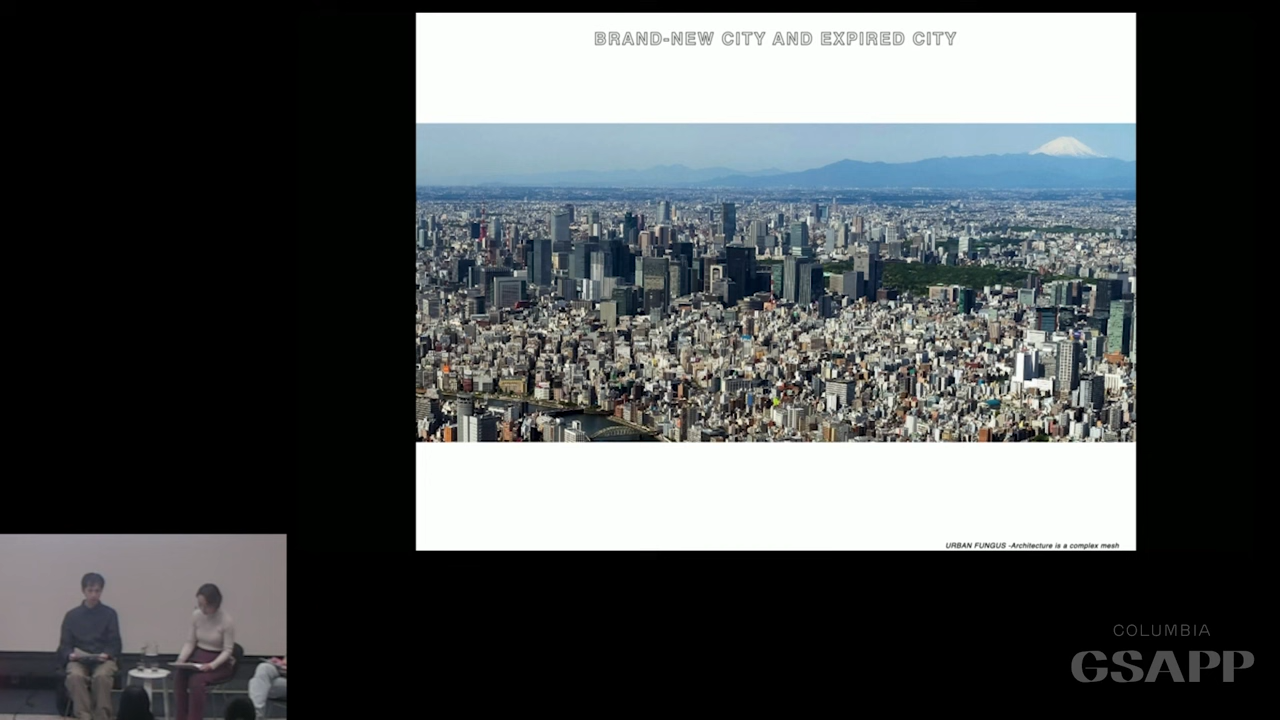 BRAND-NEW CITY AND EXPIRED CITY
URBAN FUNGUS -Architecture is a complex mesh
COLUMBIA
GSAPP